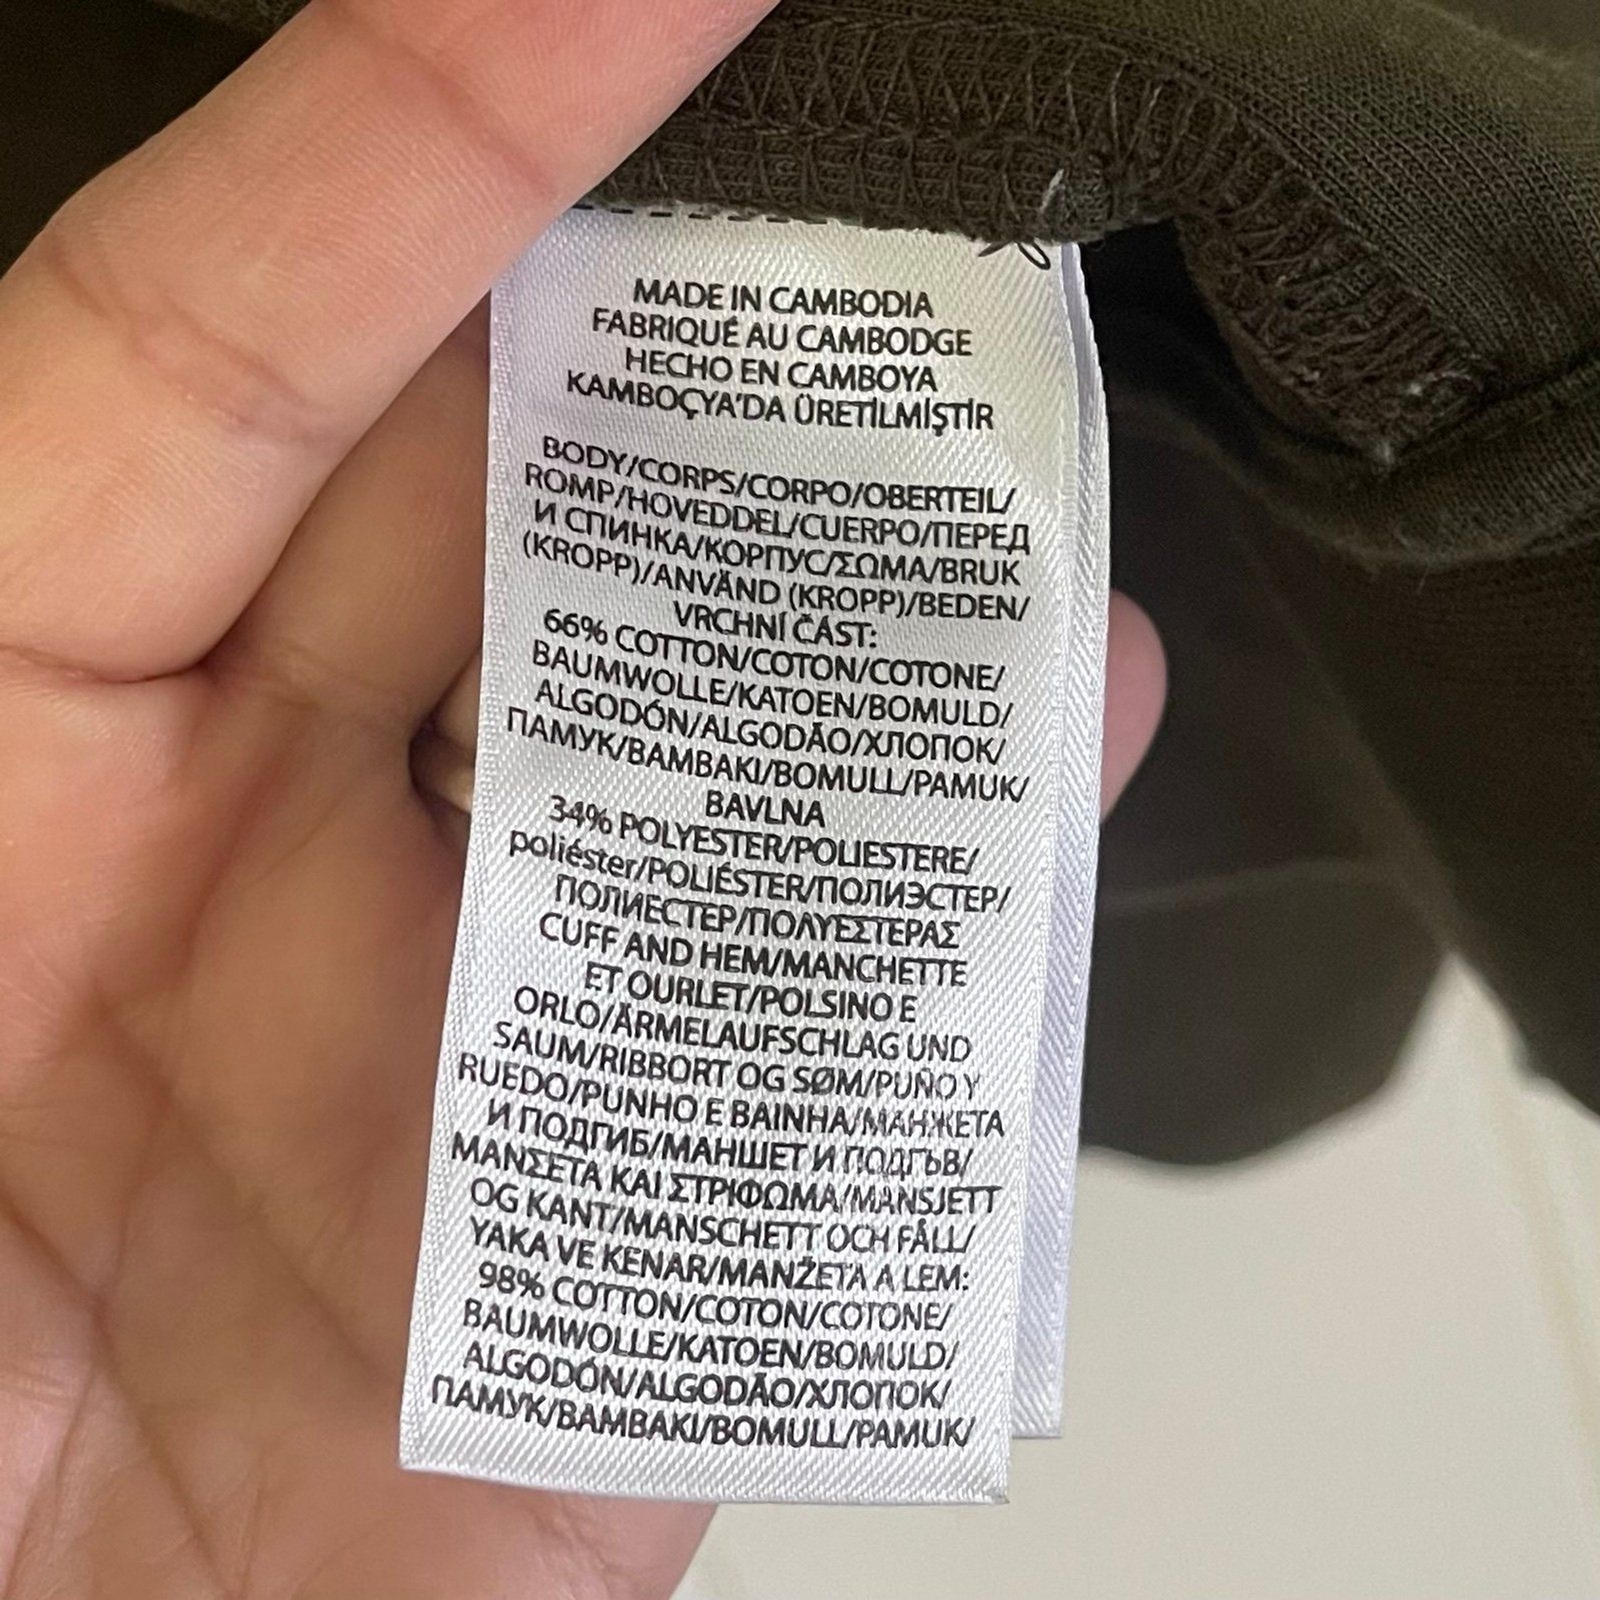 MADE IN CAMBODIA
FABRIQUÉ AU CAMBODGE
HECHO EN CAMBOYA
KAMBOÇYA'DA ÜRETİLMİŞTİR
BODY/CORPS/CORPO/OBERTEIL/
ROMP/HOVEDDEL/CUERPO/ПЕРЕД
И СПИНКА/КОРПУС/ΣΩΜΑ/BRUK
(KROPP)/ANVÄND (KROPP)/BEDEN/
VRCHNÍ ČÁST:
66% COTTON/COTON/COTONE/
BAUMWOLLE/KATOEN/BOMULD/
ALGODÓN/ALGODÃO/ХЛОПОК/
ПАМУК/ΒΑΜΒΑΚΙ/BOMULL/PAMUK/
BAVLNA
34% POLYESTER/POLIESTERE/
poliéster/POLIÉSTER/ПОЛИЭСТЕР/
ПОЛИЕСТЕР/ΠΟΛΥΕΣΤΕΡΑΣ
CUFF AND HEM/MANCHETTE
ET OURLET/POLSINO E
ORLO/ÄRMELAUFSCHLAG UND
SAUM/RIBBORT OG SØM/PUÑO Y
RUEDO/PUNHO E BAINHA/МАНЖЕТА
И ПОДГИБ/МАНШЕТ И ПОДГЪВ/
ΜΑΝΣΕΤΑ ΚΑΙ ΣΤΡΙΦΩΜΑ/MANSJETT
OG KANT/MANSCHETT OCH FÅLL/
YAKA VE KENAR/MANŽETA A LEM:
98% COTTON/COTON/COTONE/
BAUMWOLLE/KATOEN/BOMULD/
ALGODÓN/ALGODÃO/ХЛОПОК/
ПАМУК/ΒΑΜΒΑΚΙ/BOMULL/PAMUK/